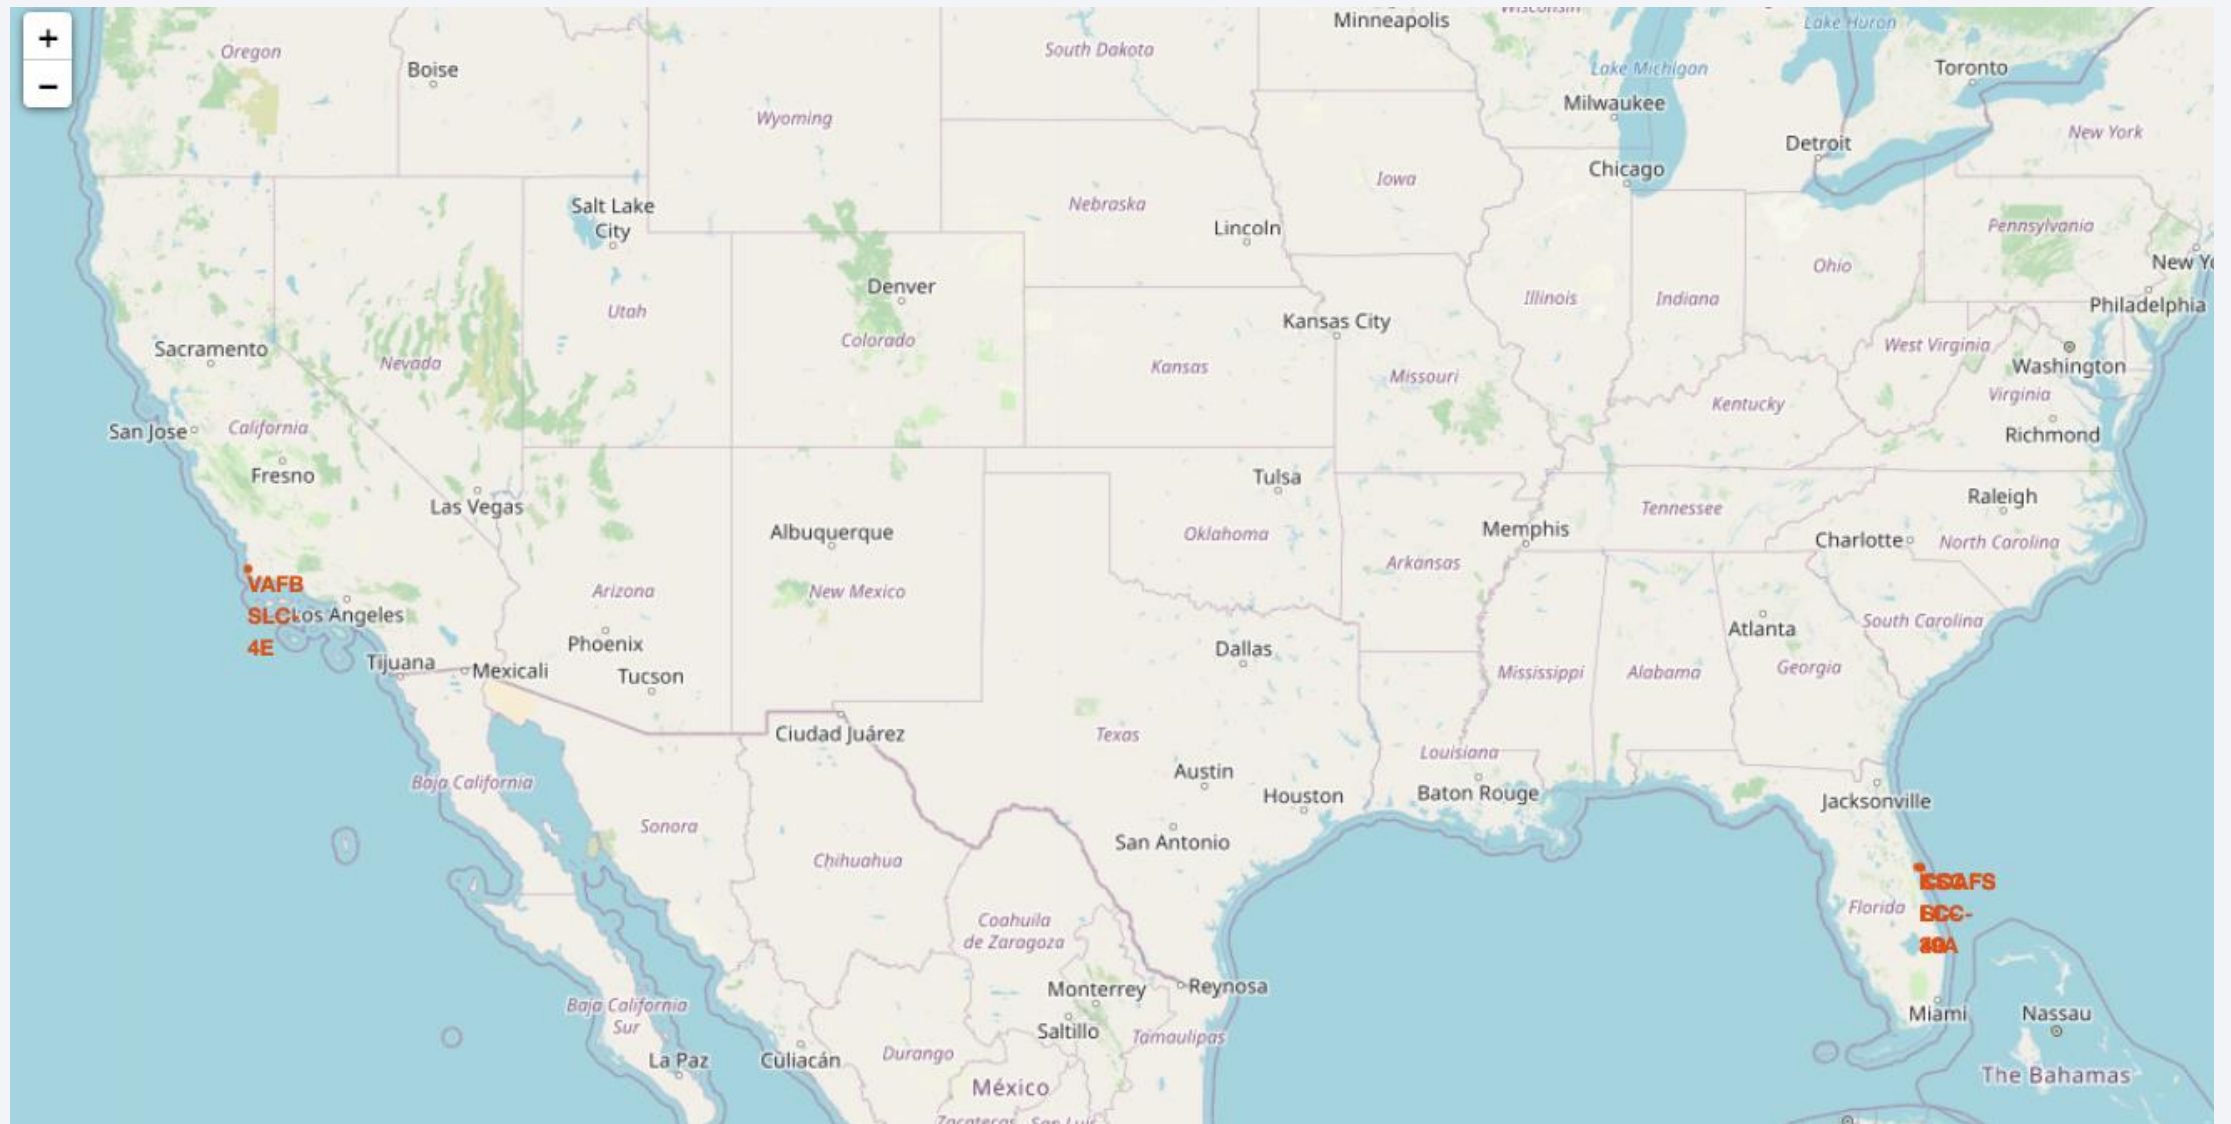 +
−
Oregon
Boise
Wyoming
South Dakota
Minneapolis
Wisconsin
Lake Michigan
Lake Huron
Toronto
Milwaukee
Detroit
New York
Chicago
Iowa
Nebraska
Salt Lake
City
Lincoln
Pennsylvania
Denver
Ohio
New Yo
Utah
Illinois
Indiana
Philadelphia
Kansas City
Colorado
Sacramento
Nevada
West Virginia
Washington
Kansas
Missouri
Virginia
Kentucky
San Jose
California
Richmond
Fresno
Las Vegas
Tulsa
Raleigh
Tennessee
Albuquerque
Oklahoma
Memphis
Charlotte
North Carolina
Arkansas
VAFB
SLC-
4E
Los Angeles
Arizona
New Mexico
Atlanta
South Carolina
Phoenix
Dallas
Tijuana
Mexicali
Tucson
Mississippi
Alabama
Georgia
Ciudad Juárez
Texas
Louisiana
Austin
Baja California
Houston
Baton Rouge
Jacksonville
Sonora
San Antonio
Chihuahua
Florida
Coahuila
de Zaragoza
Monterrey
Reynosa
Baja California
Sur
Miami
Nassau
Saltillo
Tamaulipas
La Paz
Culiacán
Durango
México
The Bahamas
Zacatecas
San Luis